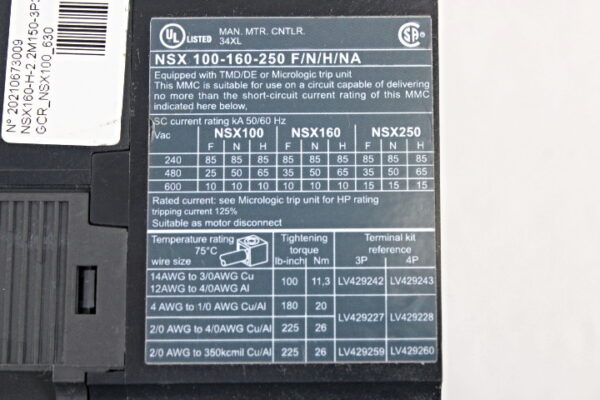 Nº 20210673009
NSX160-H-2.2M150-3P
GCR_NSX100_630
UL LISTED
MAN. MTR. CNTLR.
34XL
NSX 100-160-250 F/N/H/NA
Equipped with TMD/DE or Micrologic trip unit
This MMC is suitable for use on a circuit capable of delivering
no more than the short-circuit current rating of this MMC
indicated here below,
SC current rating kA 50/60 Hz
Vac NSX100 NSX160 NSX250
F N H F N H F N H
240 85 85 85 85 85 85 85 85 85
480 25 50 65 35 50 65 35 50 65
600 10 10 10 10 10 10 15 15 15
Rated current: see Micrologic trip unit for HP rating
tripping current 125%
Suitable as motor disconnect
Temperature rating Tightening Terminal kit
75°C torque reference
wire size lb-inch Nm 3P 4P
14AWG to 3/0AWG Cu
12AWG to 4/0AWG Al 100 11,3 LV429242 LV429243
4 AWG to 1/0 AWG Cu/Al 180 20
LV429227 LV429228
2/0 AWG to 4/0AWG Cu/Al 225 26
2/0 AWG to 350kcmil Cu/Al 225 26 LV429259 LV429260